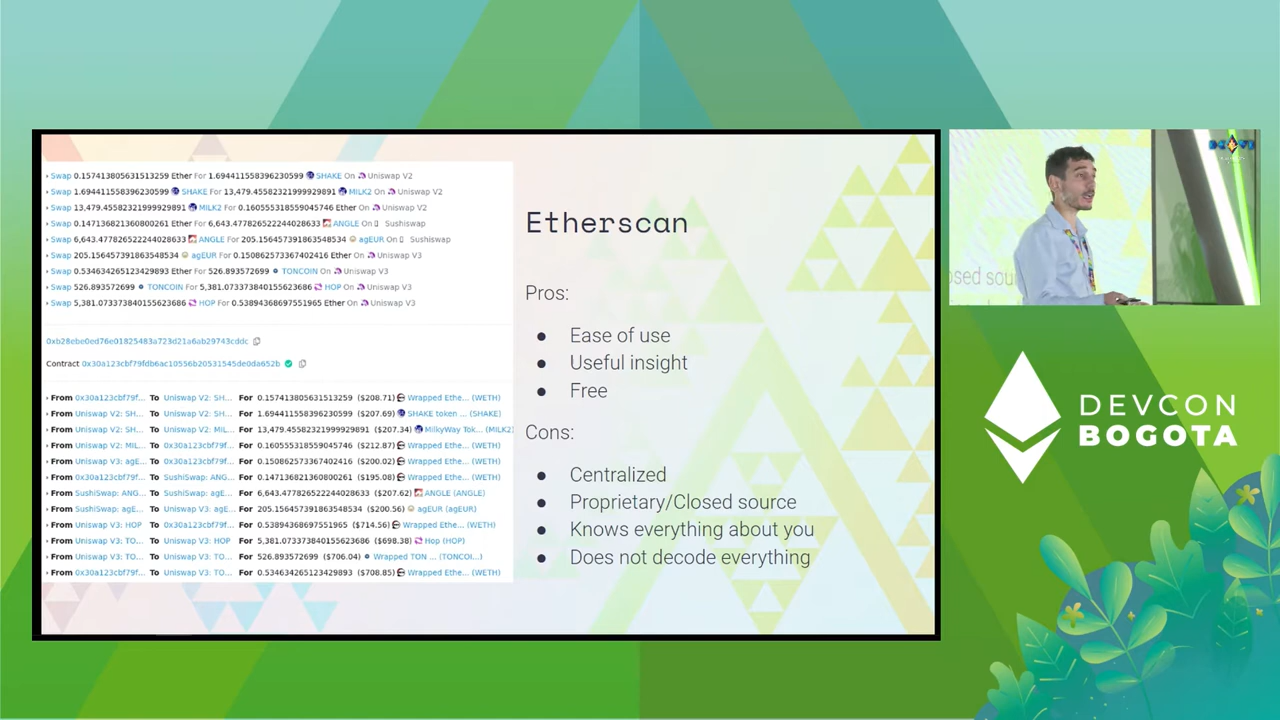 Swap 0.157413805631513259 Ether For 1.694411558396230599 SHAKE On Uniswap V2
Swap 1.694411558396230599 SHAKE For 13,479.45582321999929891 MILK2 On Uniswap V2
Swap 13,479.45582321999929891 MILK2 For 0.160555318559045746 Ether On Uniswap V2
Swap 0.147136821360800261 Ether For 6,643.477826522244028633 ANGLE On Sushiswap
Swap 6,643.477826522244028633 ANGLE For 205.156457391863548534 agEUR On Sushiswap
Swap 205.156457391863548534 agEUR For 0.150862573367402416 Ether On Uniswap V3
Swap 0.534634265123429893 Ether For 526.893572699 TONCOIN On Uniswap V3
Swap 526.893572699 TONCOIN For 5,381.073373840155623686 HOP On Uniswap V3
Swap 5,381.073373840155623686 HOP For 0.53894368697551965 Ether On Uniswap V3
0xb28ebe0ed76e01825483a723d21a6ab29743cddc
Contract 0x30a123cbf79fdb6ac10556b20531545de0da652b
From 0x30a123cbf79f... To Uniswap V2: SH... For 0.157413805631513259 ($208.71) Wrapped Ethe... (WETH)
From Uniswap V2: SH... To Uniswap V2: SH... For 1.694411558396230599 ($207.69) SHAKE token ... (SHAKE)
From Uniswap V2: SH... To Uniswap V2: MIL... For 13,479.45582321999929891 ($207.34) MilkyWay Tok... (MILK2)
From Uniswap V2: MIL... To 0x30a123cbf79f... For 0.160555318559045746 ($212.87) Wrapped Ethe... (WETH)
From Uniswap V3: agE... To 0x30a123cbf79f... For 0.150862573367402416 ($200.02) Wrapped Ethe... (WETH)
From 0x30a123cbf79f... To SushiSwap: ANG... For 0.147136821360800261 ($195.08) Wrapped Ethe... (WETH)
From SushiSwap: ANG... To SushiSwap: agE... For 6,643.477826522244028633 ($207.62) ANGLE (ANGLE)
From SushiSwap: agE... To Uniswap V3: agE... For 205.156457391863548534 ($200.56) agEUR (agEUR)
From Uniswap V3: HOP To 0x30a123cbf79f... For 0.53894368697551965 ($714.56) Wrapped Ethe... (WETH)
From Uniswap V3: TO... To Uniswap V3: HOP For 5,381.073373840155623686 ($698.38) Hop (HOP)
From Uniswap V3: TO... To Uniswap V3: TO... For 526.893572699 ($706.04) Wrapped TON ... (TONCOI...)
From 0x30a123cbf79f... To Uniswap V3: TO... For 0.534634265123429893 ($708.85) Wrapped Ethe... (WETH)
Etherscan
Pros:
● Ease of use
● Useful insight
● Free
Cons:
● Centralized
● Proprietary/Closed source
● Knows everything about you
● Does not decode everything
osed sou
DEVCON
BOGOTA